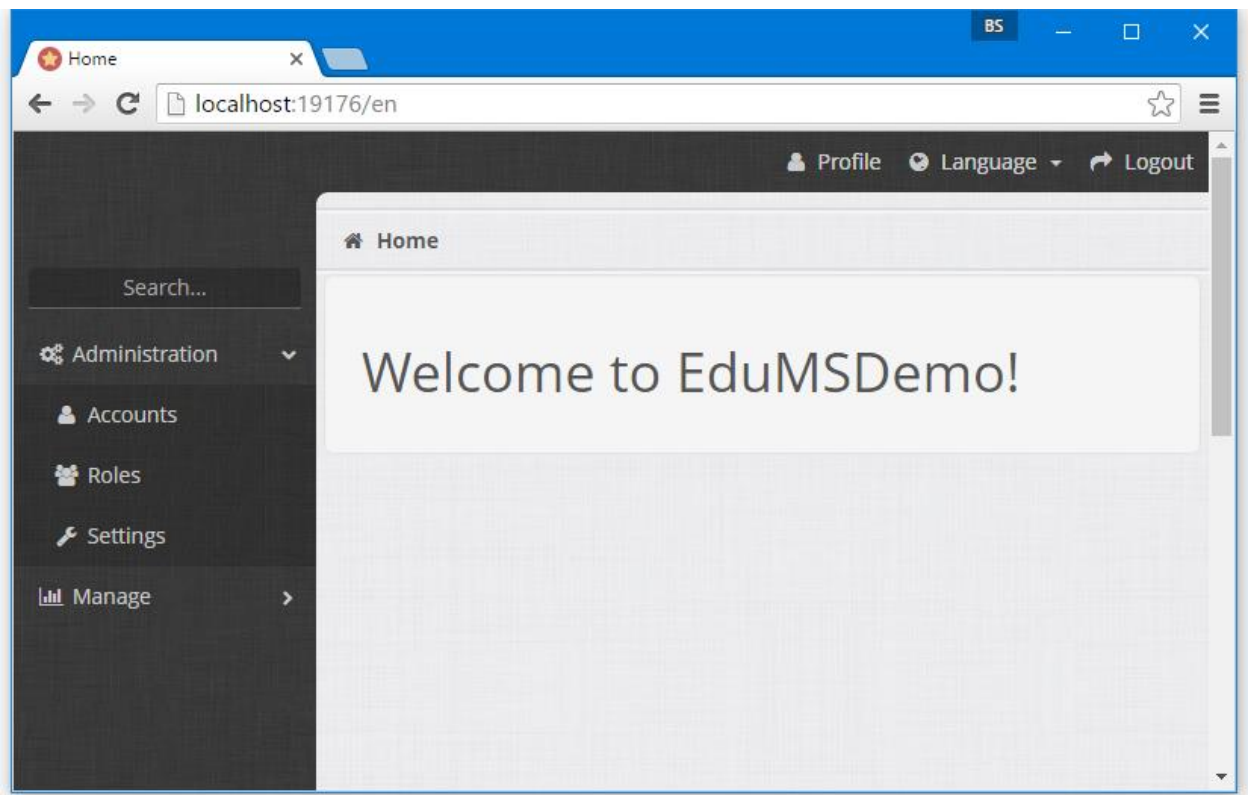 BS
Home
localhost:19176/en
Profile Language Logout
Home
Search...
Administration
Welcome to EduMSDemo!
Accounts
Roles
Settings
Manage